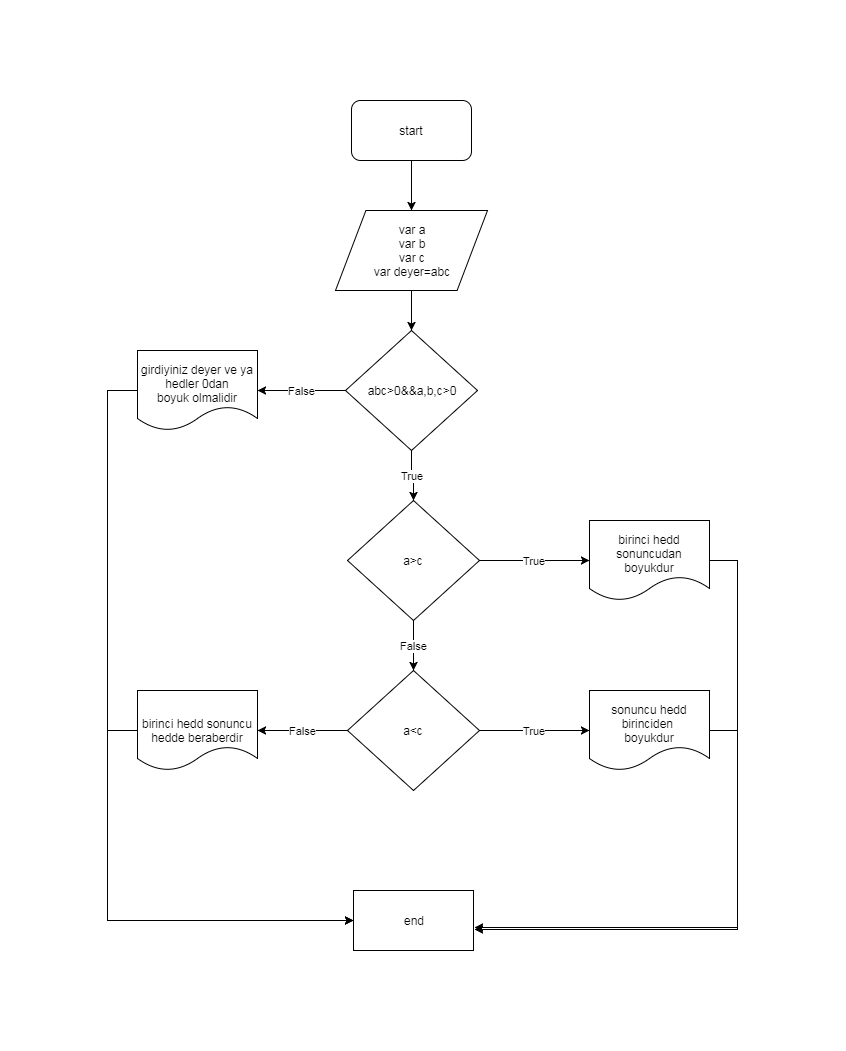 start
var a
var b
var c
var deyer=abc
girdiyiniz deyer ve ya
hedler 0dan
boyuk olmalidir
False
abc>0&&a,b,c>0
True
a>c
True
birinci hedd
sonuncudan
boyukdur
False
birinci hedd sonuncu
hedde beraberdir
False
a<c
True
sonuncu hedd
birinciden
boyukdur
end